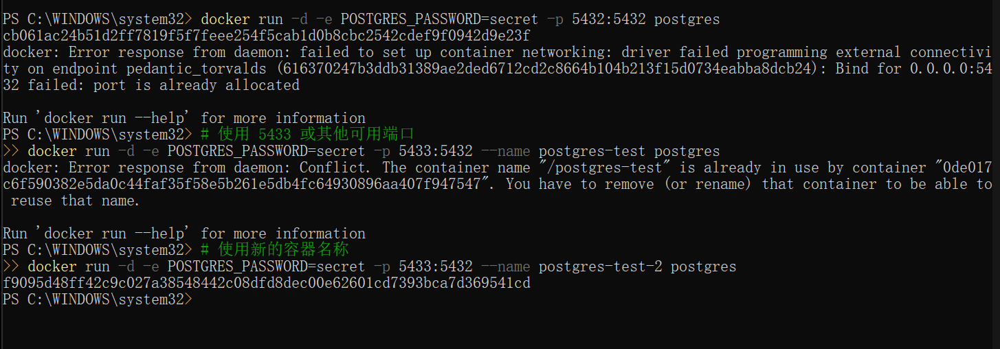 PS C:\WINDOWS\system32> docker run -d -e POSTGRES_PASSWORD=secret -p 5432:5432 postgres
cb061ac24b51d2ff7819f5f7feee254f5cab1d0b8cbc2542cdef9f0942d9e23f
docker: Error response from daemon: failed to set up container networking: driver failed programming external connectivi
ty on endpoint pedantic_torvalds (616370247b3ddb31389ae2ded6712cd2c8664b104b213f15d0734eabba8dcb24): Bind for 0.0.0.0:54
32 failed: port is already allocated
Run 'docker run --help' for more information
PS C:\WINDOWS\system32> # 使用 5433 或其他可用端口
>> docker run -d -e POSTGRES_PASSWORD=secret -p 5433:5432 --name postgres-test postgres
docker: Error response from daemon: Conflict. The container name "/postgres-test" is already in use by container "0de017
c6f590382e5da0c44faf35f58e5b261e5db4fc64930896aa407f947547". You have to remove (or rename) that container to be able to
 reuse that name.
Run 'docker run --help' for more information
PS C:\WINDOWS\system32> # 使用新的容器名称
>> docker run -d -e POSTGRES_PASSWORD=secret -p 5433:5432 --name postgres-test-2 postgres
f9095d48ff42c9c027a38548442c08dfd8dec00e62601cd7393bca7d369541cd
PS C:\WINDOWS\system32>